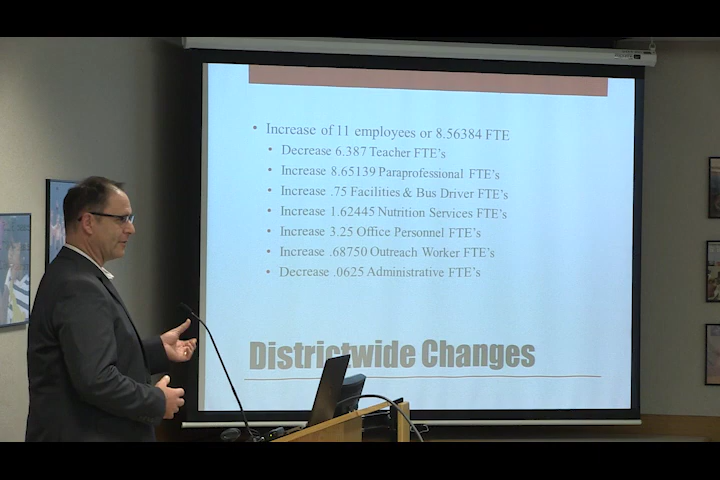 • Increase of 11 employees or 8.56384 FTE
• Decrease 6.387 Teacher FTE's
• Increase 8.65139 Paraprofessional FTE's
• Increase .75 Facilities & Bus Driver FTE's
• Increase 1.62445 Nutrition Services FTE's
• Increase 3.25 Office Personnel FTE's
• Increase .68750 Outreach Worker FTE's
• Decrease .0625 Administrative FTE's
Districtwide Changes